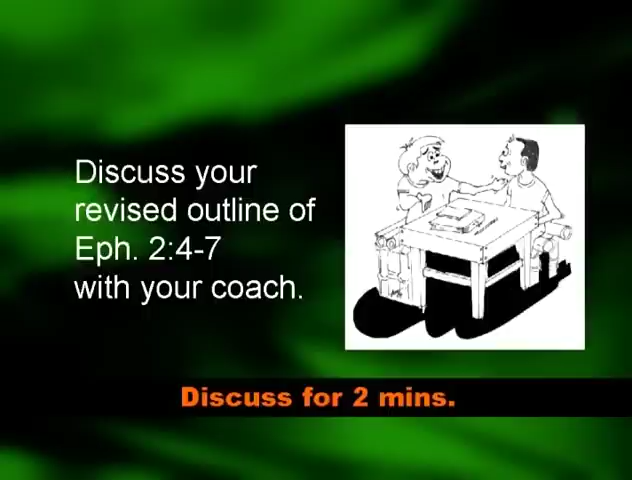 Discuss your
revised outline of
Eph. 2:4-7
with your coach.
Discuss for 2 mins.